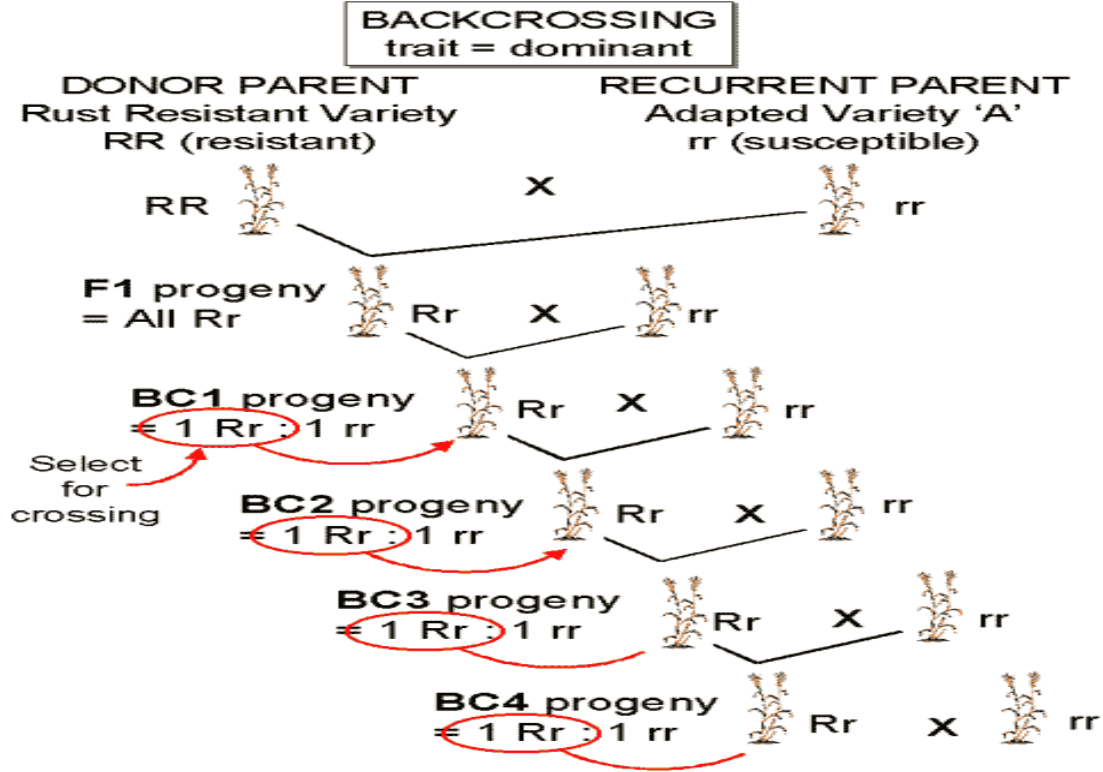 BACKCROSSING
trait = dominant
DONOR PARENT
Rust Resistant Variety
RR (resistant)
RECURRENT PARENT
Adapted Variety ‘A’
rr (susceptible)
RR
X
rr
F1 progeny
= All Rr
Rr
X
rr
BC1 progeny
= 1 Rr : 1 rr
Rr
X
rr
Select
for
crossing
BC2 progeny
= 1 Rr : 1 rr
Rr
X
rr
BC3 progeny
= 1 Rr : 1 rr
Rr
X
rr
BC4 progeny
= 1 Rr : 1 rr
Rr
X
rr